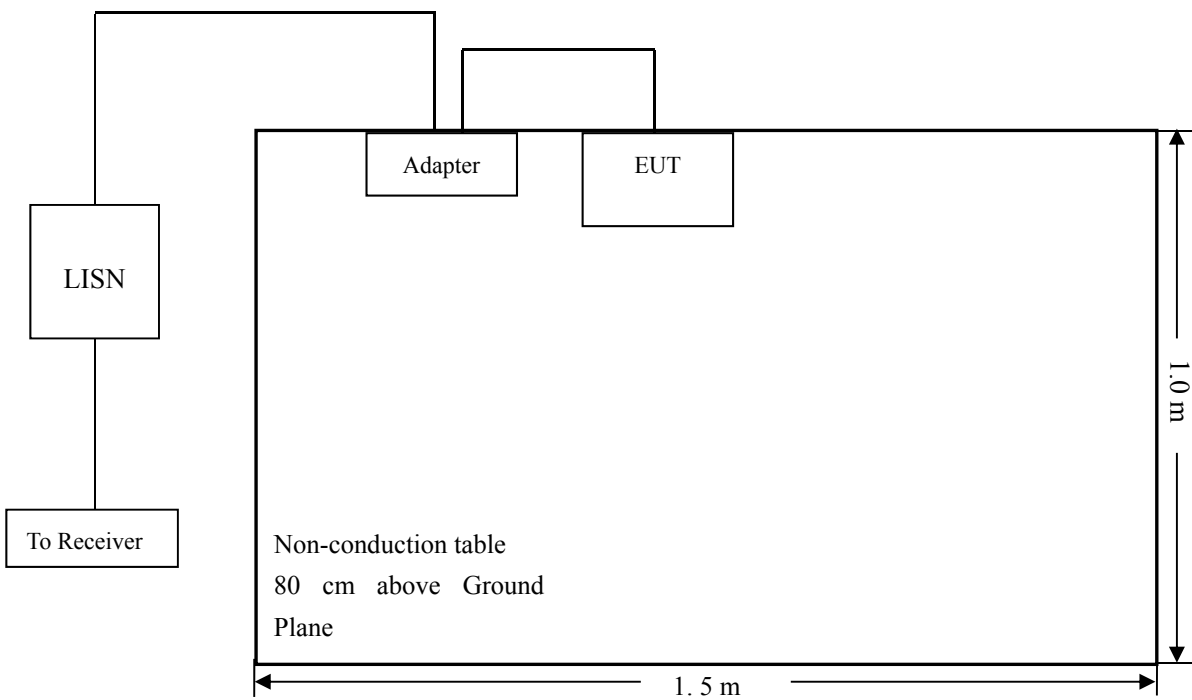 Adapter
EUT
LISN
1.0 m
To Receiver
Non-conduction table
80 cm above Ground
Plane
1. 5 m